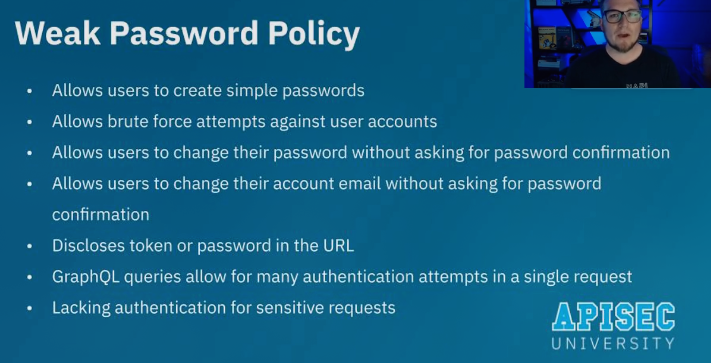 Weak Password Policy
• Allows users to create simple passwords
• Allows brute force attempts against user accounts
• Allows users to change their password without asking for password confirmation
• Allows users to change their account email without asking for password
confirmation
• Discloses token or password in the URL
• GraphQL queries allow for many authentication attempts in a single request
• Lacking authentication for sensitive requests
APISEC
UNIVERSITY